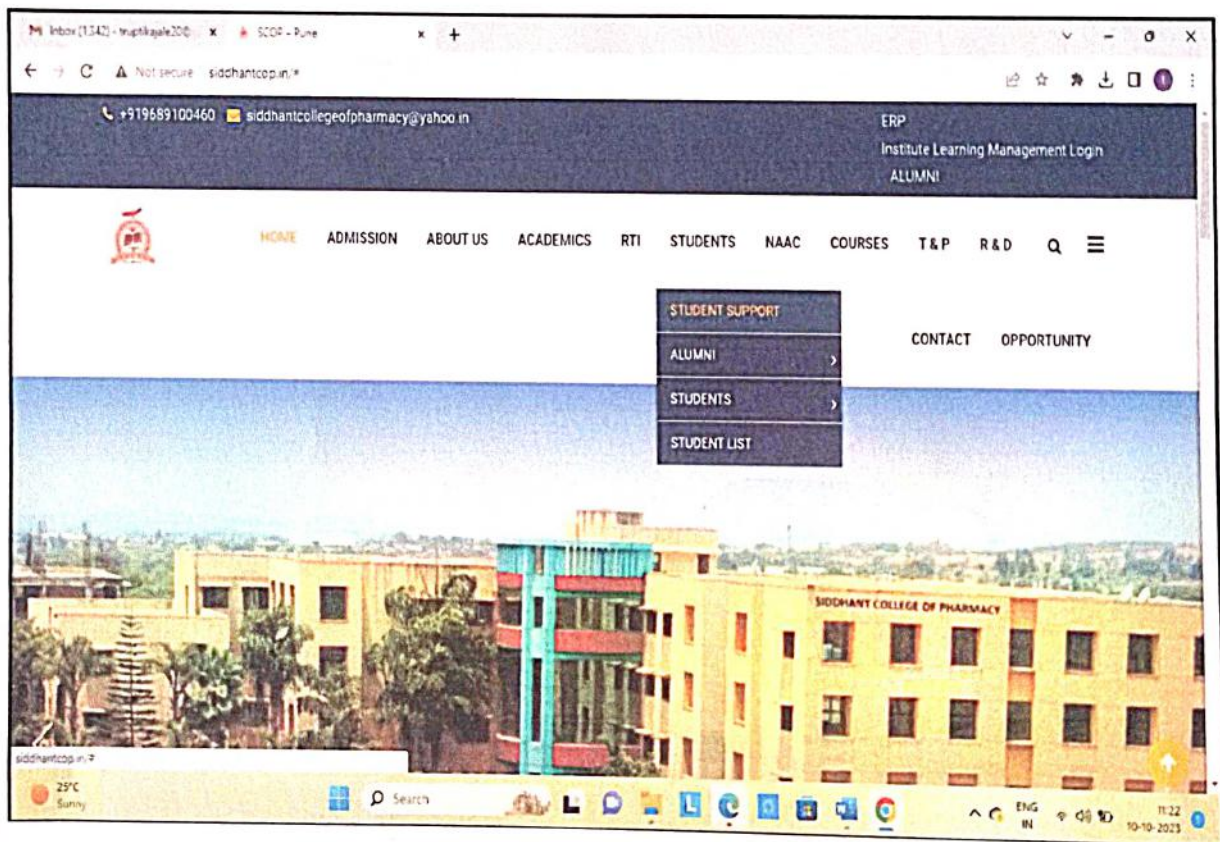 Inbox (1,342) - truptikajale20@ x SCOP - Pune x +
Not secure siddhantcop.in/#
+919689100460 siddhantcollegeofpharmacy@yahoo.in
ERP
Institute Learning Management Login
ALUMNI
HOME ADMISSION ABOUT US ACADEMICS RTI STUDENTS NAAC COURSES T & P R & D
STUDENT SUPPORT
CONTACT OPPORTUNITY
ALUMNI
STUDENTS
STUDENT LIST
SIDDHANT COLLEGE OF PHARMACY
siddhantcop.in/#
25°C
Sunny
Search
ENG
IN
11:22
10-10-2023